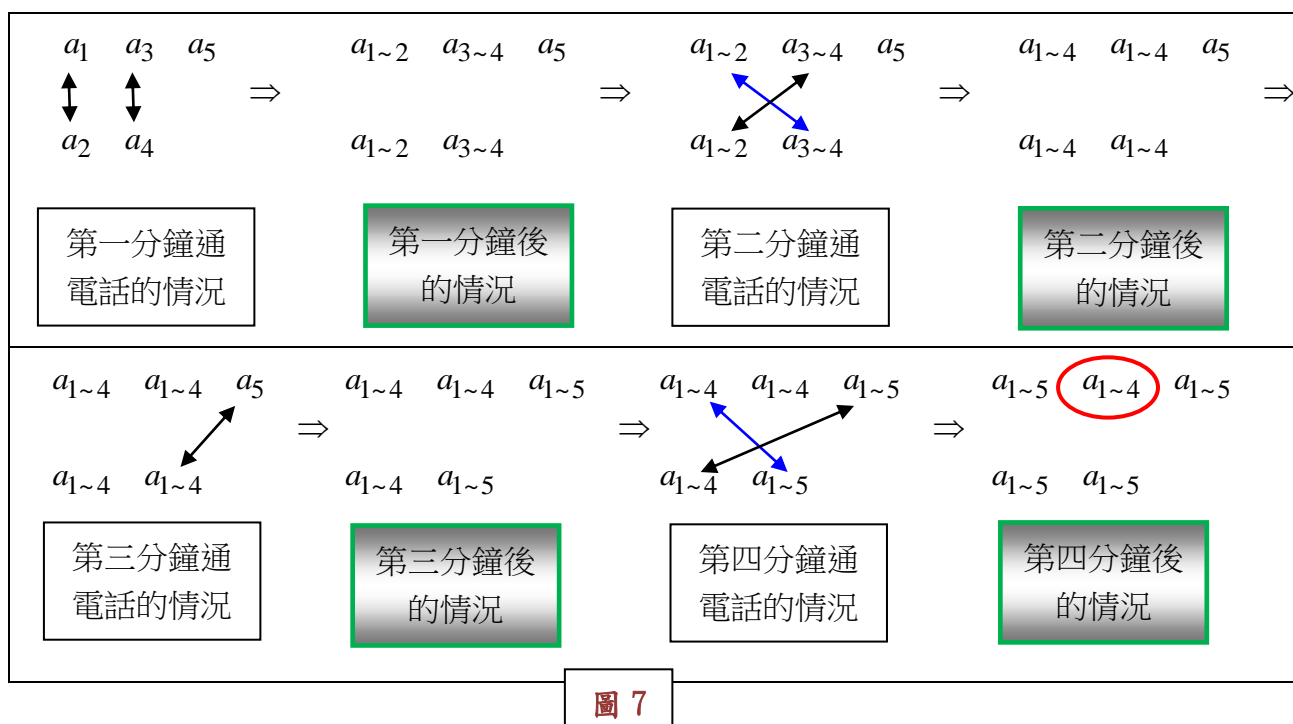 a1 a3 a5 ⇒ a1~2 a3~4 a5 ⇒ a1~2 a3~4 a5 ⇒ a1~4 a1~4 a5 ⇒
a2 a4 a1~2 a3~4 a1~2 a3~4 a1~4 a1~4
第一分鐘通
電話的情況
第一分鐘後
的情況
第二分鐘通
電話的情況
第二分鐘後
的情況
a1~4 a1~4 a5 ⇒ a1~4 a1~4 a1~5 ⇒ a1~4 a1~4 a1~5 ⇒ a1~5 a1~4 a1~5
a1~4 a1~4 a1~4 a1~5 a1~4 a1~5 a1~5 a1~5
第三分鐘通
電話的情況
第三分鐘後
的情況
第四分鐘通
電話的情況
第四分鐘後
的情況
圖 7